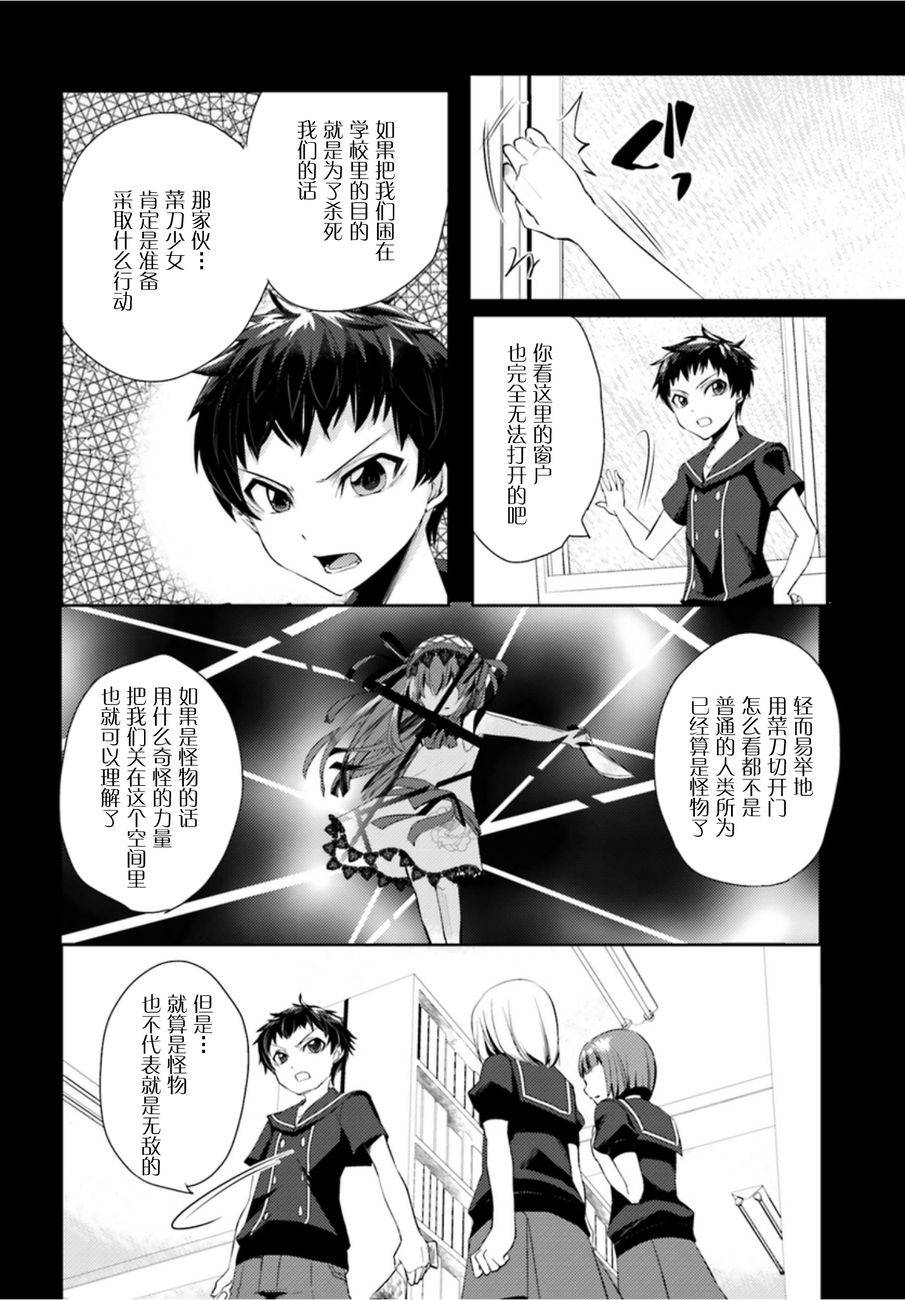 你看这里的窗户
也完全无法打开的吧
如果把我们困在
学校里的目的
就是为了杀死
我们的话
那家伙…
菜刀少女
肯定是准备
采取什么行动
轻而易举地
用菜刀切开门
怎么看都不是
普通的人类所为
已经算是怪物了
如果是怪物的话
用什么奇怪的力量
把我们关在这个空间里
也就可以理解了
但是…
就算是怪物
也不代表就是无敌的